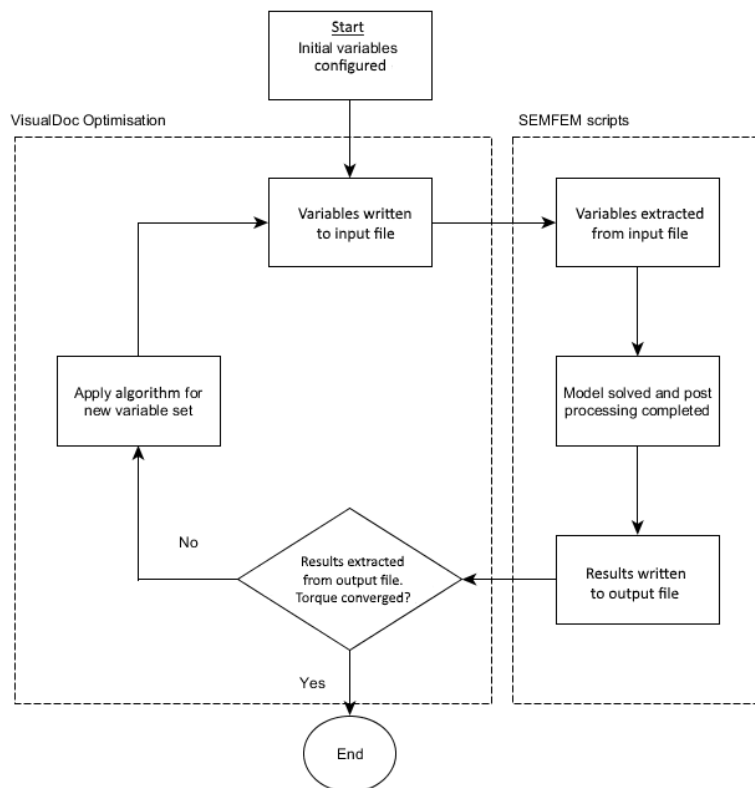 Start
Initial variables
configured
VisualDoc Optimisation
SEMFEM scripts
Variables written
to input file
Variables extracted
from input file
Apply algorithm for
new variable set
Model solved and post
processing completed
No
Results extracted
from output file.
Torque converged?
Results written
to output file
Yes
End